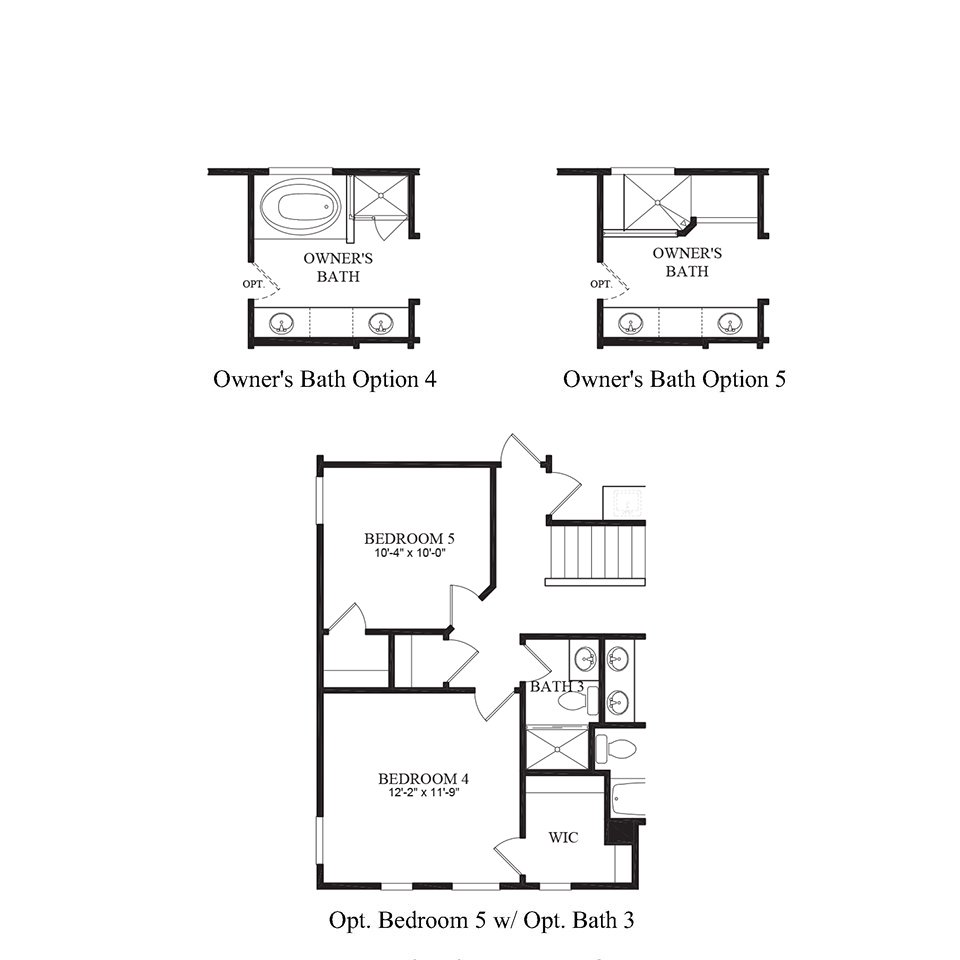 OWNER'S
BATH
OPT.
Owner's Bath Option 4
OWNER'S
BATH
OPT.
Owner's Bath Option 5
BEDROOM 5
10'-4" x 10'-0"
BATH 3
BEDROOM 4
12'-2" x 11'-9"
WIC
Opt. Bedroom 5 w/ Opt. Bath 3